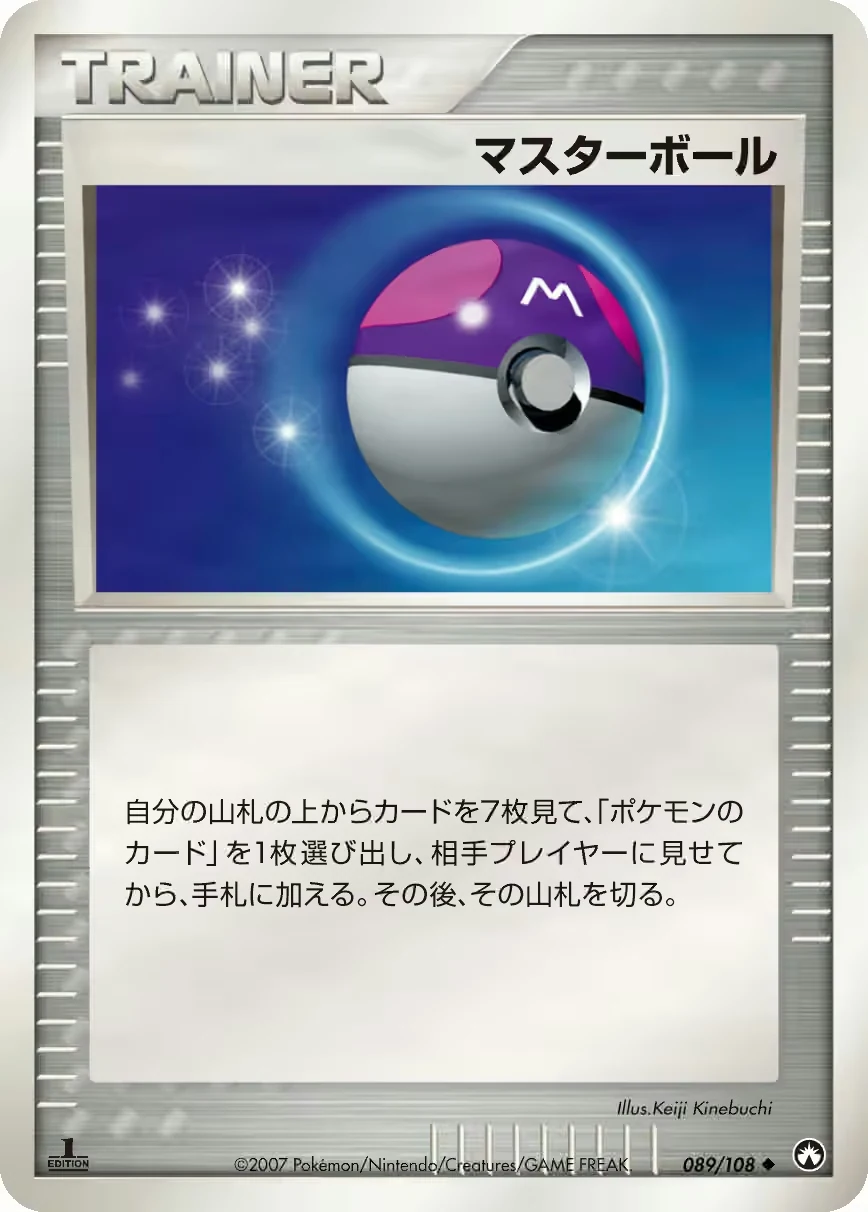 TRAINER
マスターボール
M
自分の山札の上からカードを7枚見て、「ポケモンの
カード」を1枚選び出し、相手プレイヤーに見せて
から、手札に加える。その後、その山札を切る。
Illus.Keiji Kinebuchi
1
EDITION
©2007 Pokémon/Nintendo/Creatures/GAME FREAK.
089/108 ◆